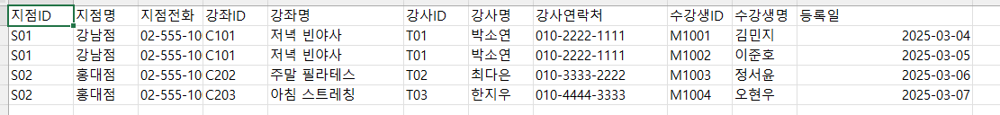 지점ID 지점명 지점전화 강좌ID 강좌명 강사ID 강사명 강사연락처 수강생ID 수강생명 등록일
S01 강남점 02-555-10 C101 저녁 빈야사 T01 박소연 010-2222-1111 M1001 김민지 2025-03-04
S01 강남점 02-555-10 C101 저녁 빈야사 T01 박소연 010-2222-1111 M1002 이준호 2025-03-05
S02 홍대점 02-555-10 C202 주말 필라테스 T02 최다은 010-3333-2222 M1003 정서윤 2025-03-06
S02 홍대점 02-555-10 C203 아침 스트레칭 T03 한지우 010-4444-3333 M1004 오현우 2025-03-07